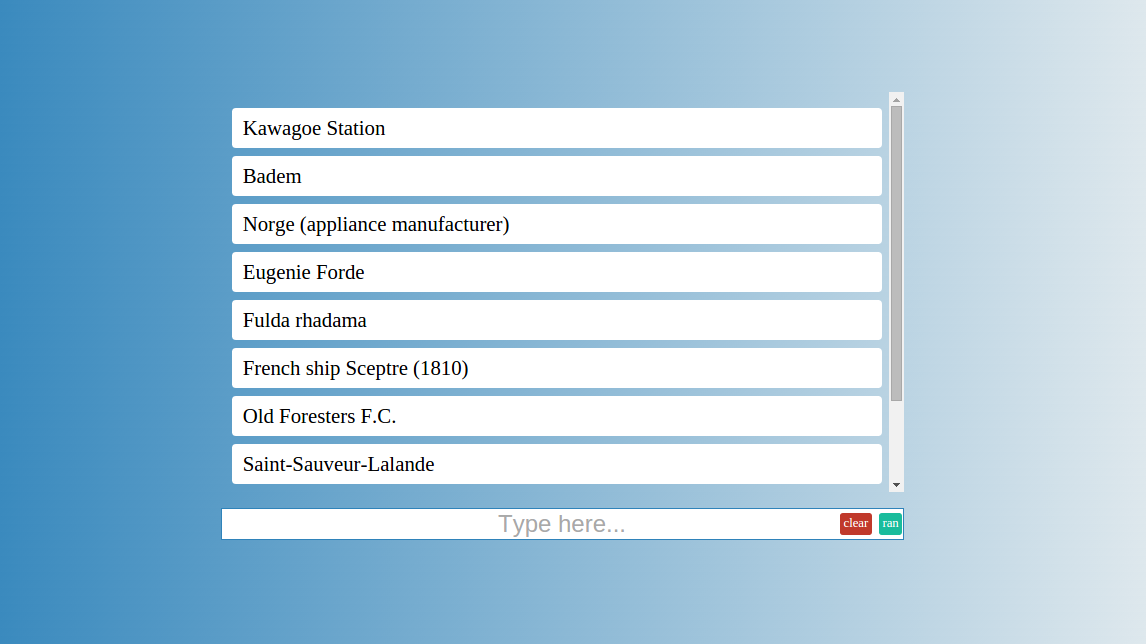 Kawagoe Station
Badem
Norge (appliance manufacturer)
Eugenie Forde
Fulda rhadama
French ship Sceptre (1810)
Old Foresters F.C.
Saint-Sauveur-Lalande
Type here... clear ran